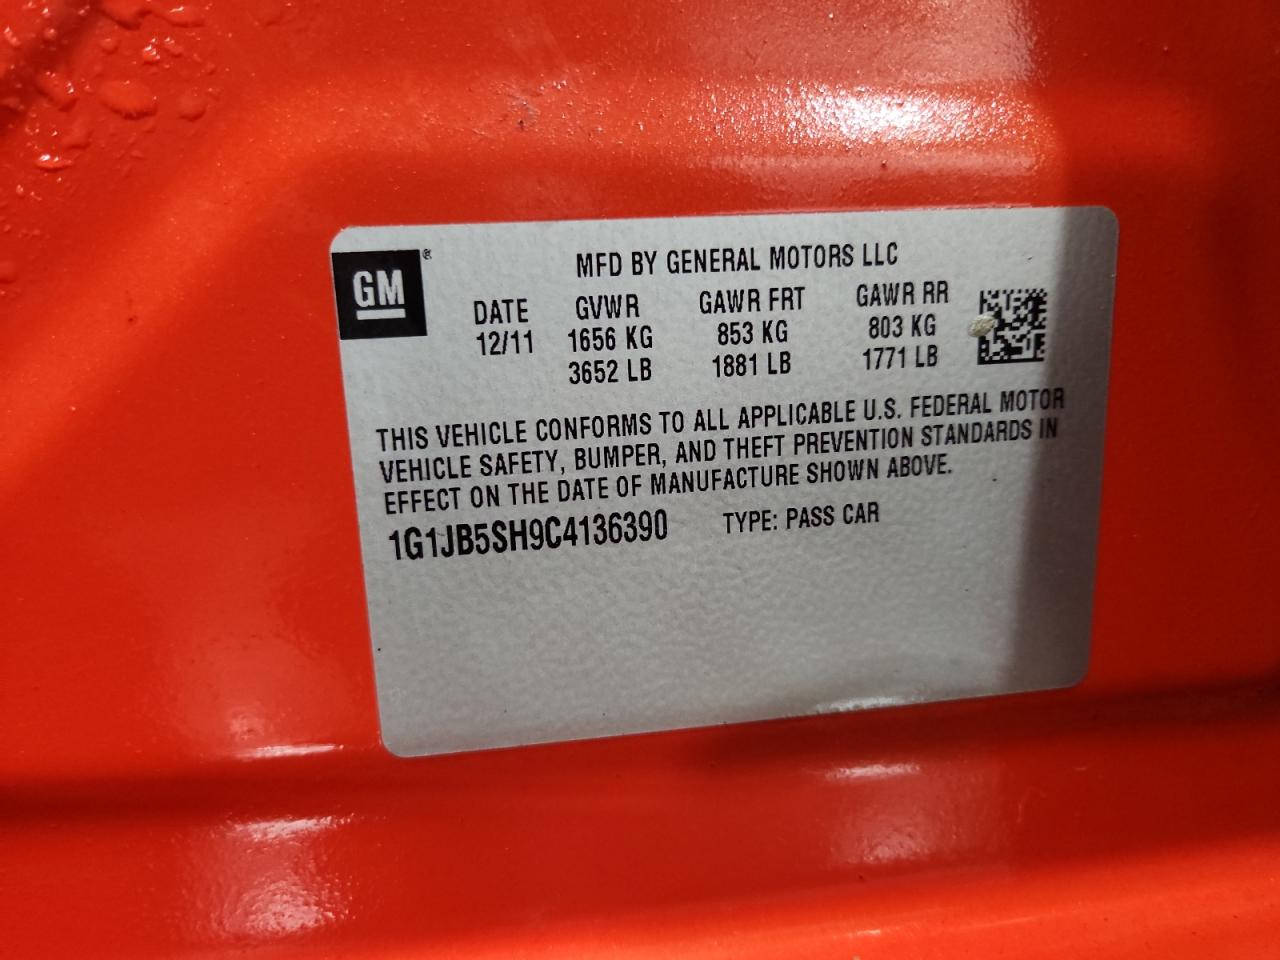 GM®
MFD BY GENERAL MOTORS LLC
DATE GVWR GAWR FRT GAWR RR
12/11 1656 KG 853 KG 803 KG
3652 LB 1881 LB 1771 LB
THIS VEHICLE CONFORMS TO ALL APPLICABLE U.S. FEDERAL MOTOR
VEHICLE SAFETY, BUMPER, AND THEFT PREVENTION STANDARDS IN
EFFECT ON THE DATE OF MANUFACTURE SHOWN ABOVE.
1G1JB5SH9C4136390 TYPE: PASS CAR